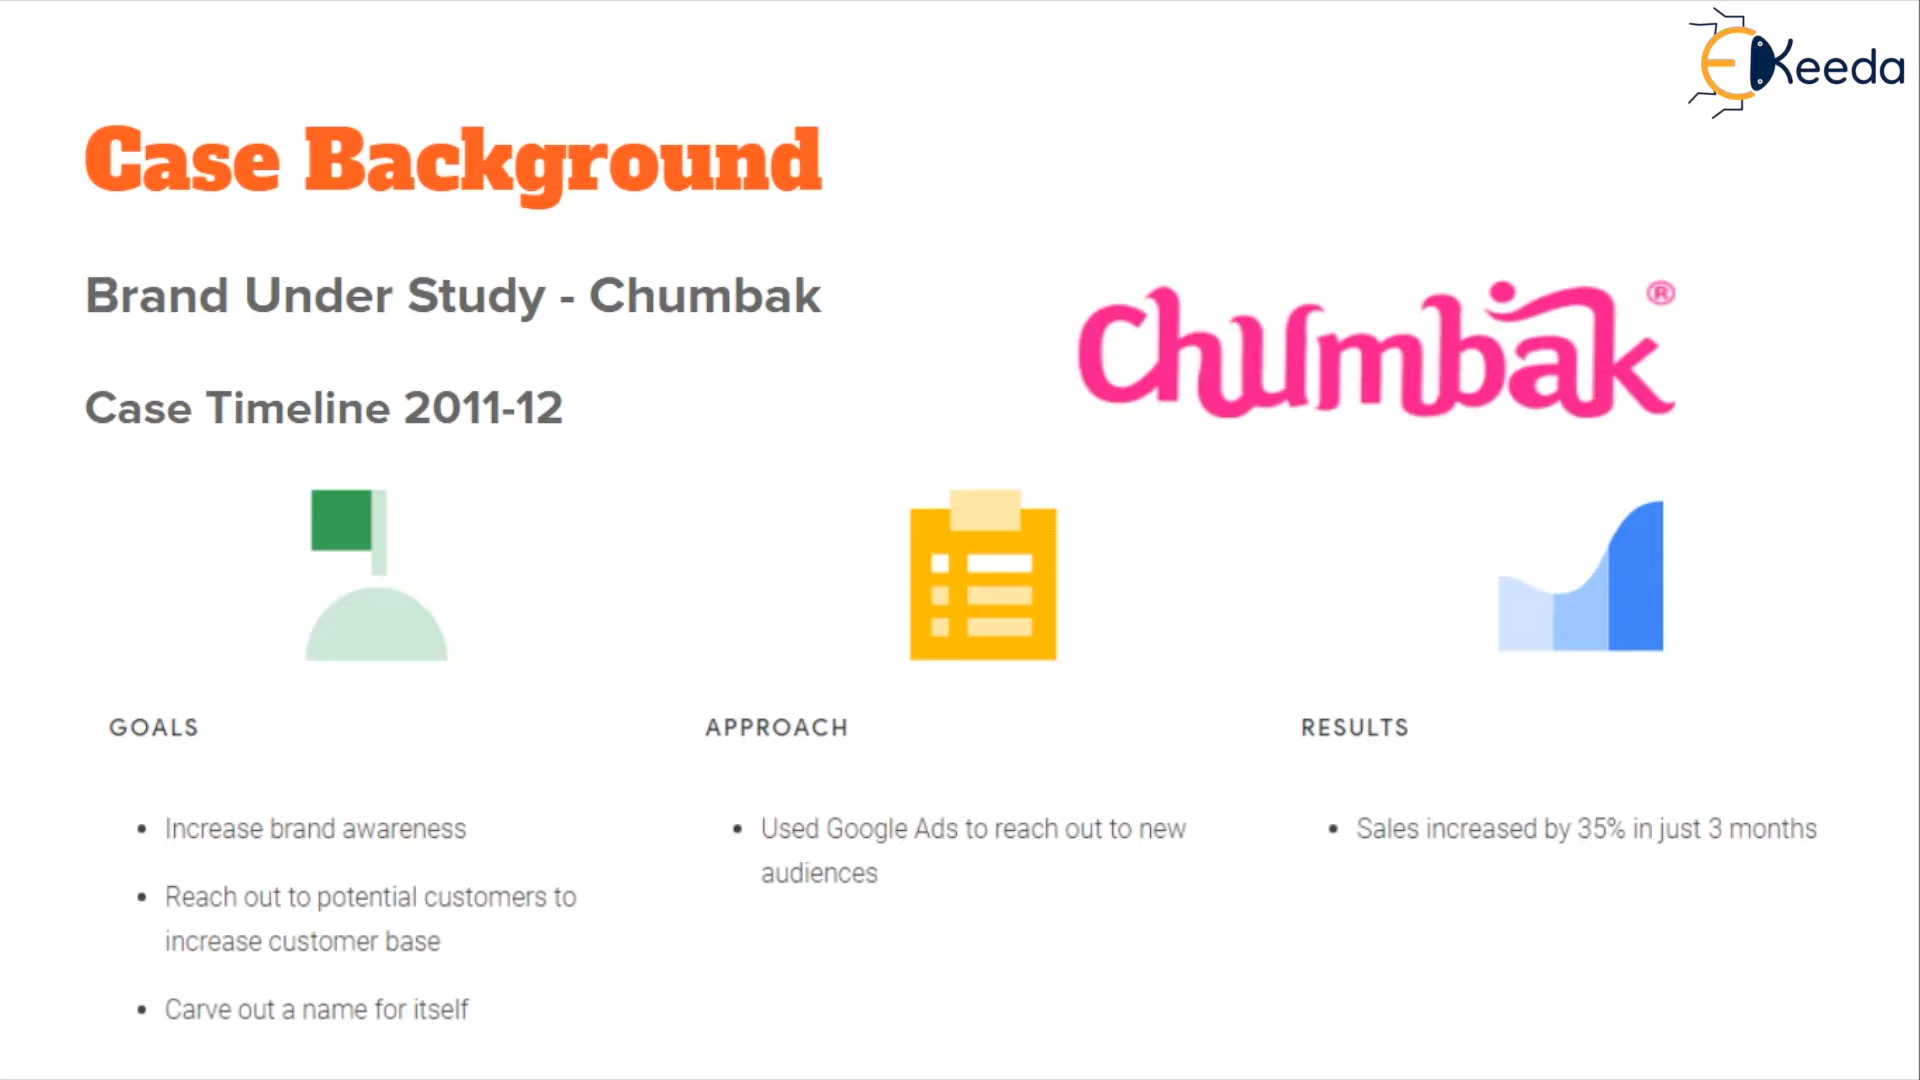 EKeeda
Case Background
Brand Under Study - Chumbak
Chumbak®
Case Timeline 2011-12
GOALS
APPROACH
RESULTS
• Increase brand awareness
• Reach out to potential customers to
increase customer base
• Carve out a name for itself
• Used Google Ads to reach out to new
audiences
• Sales increased by 35% in just 3 months